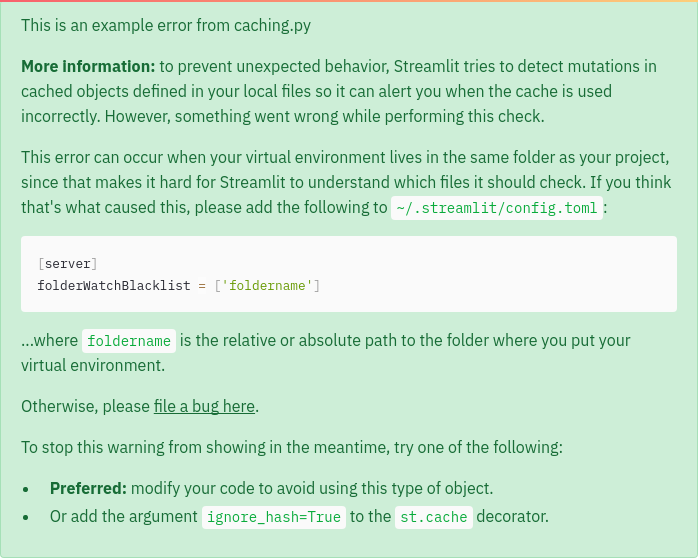 This is an example error from caching.py
More information: to prevent unexpected behavior, Streamlit tries to detect mutations in
cached objects defined in your local files so it can alert you when the cache is used
incorrectly. However, something went wrong while performing this check.
This error can occur when your virtual environment lives in the same folder as your project,
since that makes it hard for Streamlit to understand which files it should check. If you think
that's what caused this, please add the following to ~/.streamlit/config.toml:
[server]
folderWatchBlacklist = ['foldername']
...where foldername is the relative or absolute path to the folder where you put your
virtual environment.
Otherwise, please file a bug here.
To stop this warning from showing in the meantime, try one of the following:
• Preferred: modify your code to avoid using this type of object.
• Or add the argument ignore_hash=True to the st.cache decorator.